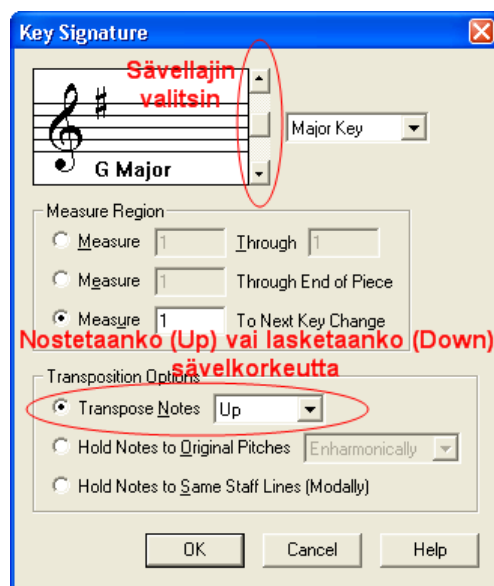 Key Signature
Sävellajin
valitsin
Major Key
G Major
Measure Region
Measure 1 Through 1
Measure 1 Through End of Piece
Measure 1 To Next Key Change
Nostetaanko (Up) vai lasketaanko (Down)
sävelkorkeutta
Transposition Options
Transpose Notes Up
Hold Notes to Original Pitches Enharmonically
Hold Notes to Same Staff Lines (Modally)
OK Cancel Help